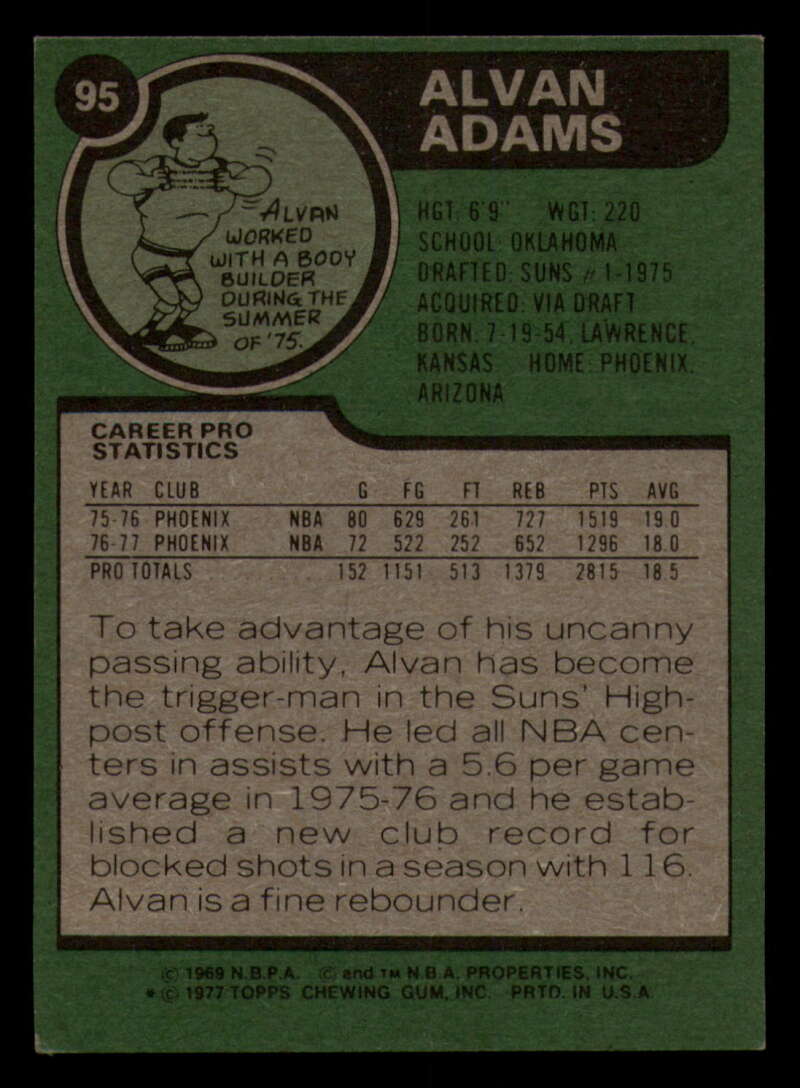 95
ALVAN
ADAMS
ALVAN
WORKED
WITH A BODY
BUILDER
DURING THE
SUMMER
OF '75.
HGT: 6'9" WGT: 220
SCHOOL: OKLAHOMA
DRAFTED: SUNS #1-1975
ACQUIRED: VIA DRAFT
BORN: 7-19-54, LAWRENCE,
KANSAS HOME: PHOENIX,
ARIZONA
CAREER PRO
STATISTICS
YEAR CLUB G FG FT REB PTS AVG
75-76 PHOENIX NBA 80 629 261 727 1519 19.0
76-77 PHOENIX NBA 72 522 252 652 1296 18.0
PRO TOTALS 152 1151 513 1379 2815 18.5
To take advantage of his uncanny
passing ability, Alvan has become
the trigger-man in the Suns' High-
post offense. He led all NBA cen-
ters in assists with a 5.6 per game
average in 1975-76 and he estab-
lished a new club record for
blocked shots in a season with 116.
Alvan is a fine rebounder.
© 1969 N.B.P.A. © and TM N.B.A. PROPERTIES, INC.
* © 1977 TOPPS CHEWING GUM, INC. PRTD. IN U.S.A.